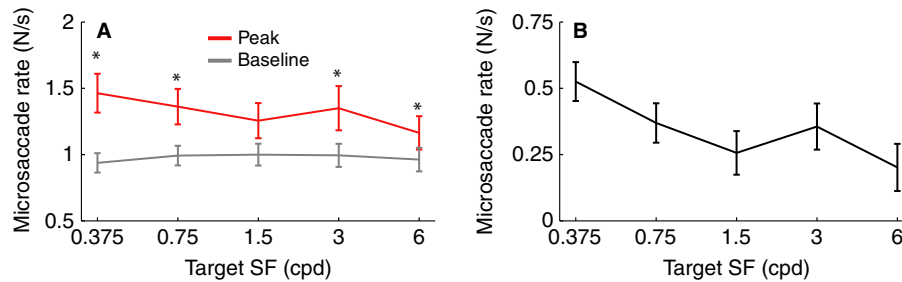 A
Microsaccade rate (N/s)
2
1.5
1
0.5
Peak
Baseline
*
*
*
*
0.375 0.75 1.5 3 6
Target SF (cpd)
B
Microsaccade rate (N/s)
0.75
0.5
0.25
0
0.375 0.75 1.5 3 6
Target SF (cpd)